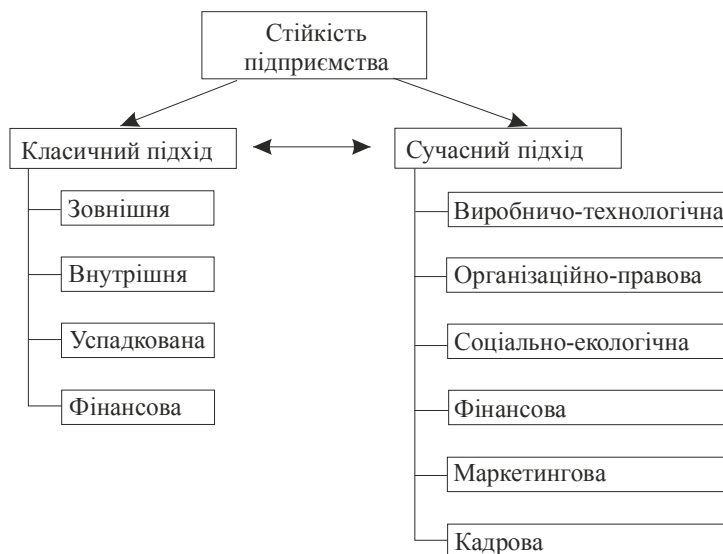 Стійкість
підприємства
Класичний підхід
Зовнішня
Внутрішня
Успадкована
Фінансова
Сучасний підхід
Виробничо-технологічна
Організаційно-правова
Соціально-екологічна
Фінансова
Маркетингова
Кадрова